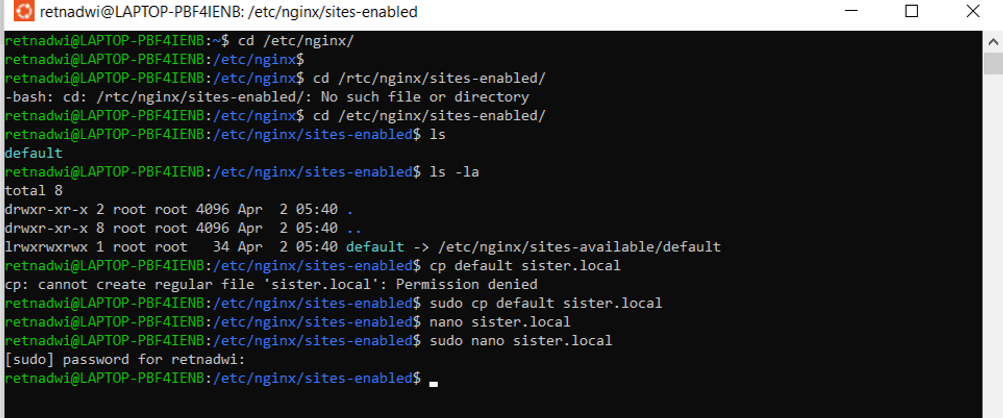 retnadwi@LAPTOP-PBF4IENB: /etc/nginx/sites-enabled
retnadwi@LAPTOP-PBF4IENB:~$ cd /etc/nginx/
retnadwi@LAPTOP-PBF4IENB:/etc/nginx$
retnadwi@LAPTOP-PBF4IENB:/etc/nginx$ cd /rtc/nginx/sites-enabled/
-bash: cd: /rtc/nginx/sites-enabled/: No such file or directory
retnadwi@LAPTOP-PBF4IENB:/etc/nginx$ cd /etc/nginx/sites-enabled/
retnadwi@LAPTOP-PBF4IENB:/etc/nginx/sites-enabled$ ls
default
retnadwi@LAPTOP-PBF4IENB:/etc/nginx/sites-enabled$ ls -la
total 8
drwxr-xr-x 2 root root 4096 Apr  2 05:40 .
drwxr-xr-x 8 root root 4096 Apr  2 05:40 ..
lrwxrwxrwx 1 root root   34 Apr  2 05:40 default -> /etc/nginx/sites-available/default
retnadwi@LAPTOP-PBF4IENB:/etc/nginx/sites-enabled$ cp default sister.local
cp: cannot create regular file 'sister.local': Permission denied
retnadwi@LAPTOP-PBF4IENB:/etc/nginx/sites-enabled$ sudo cp default sister.local
retnadwi@LAPTOP-PBF4IENB:/etc/nginx/sites-enabled$ nano sister.local
retnadwi@LAPTOP-PBF4IENB:/etc/nginx/sites-enabled$ sudo nano sister.local
[sudo] password for retnadwi:
retnadwi@LAPTOP-PBF4IENB:/etc/nginx/sites-enabled$